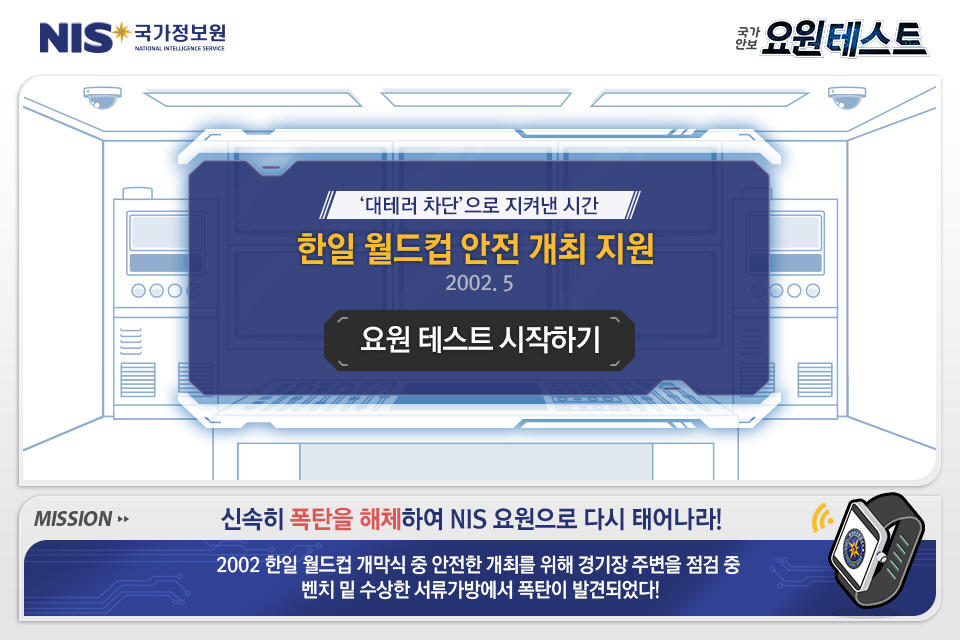 NIS 국가정보원
NATIONAL INTELLIGENCE SERVICE
국가
안보
요원테스트
‘대테러 차단’으로 지켜낸 시간
한일 월드컵 안전 개최 지원
2002. 5
요원 테스트 시작하기
MISSION
신속히 폭탄을 해체하여 NIS 요원으로 다시 태어나라!
2002 한일 월드컵 개막식 중 안전한 개최를 위해 경기장 주변을 점검 중
벤치 밑 수상한 서류가방에서 폭탄이 발견되었다!